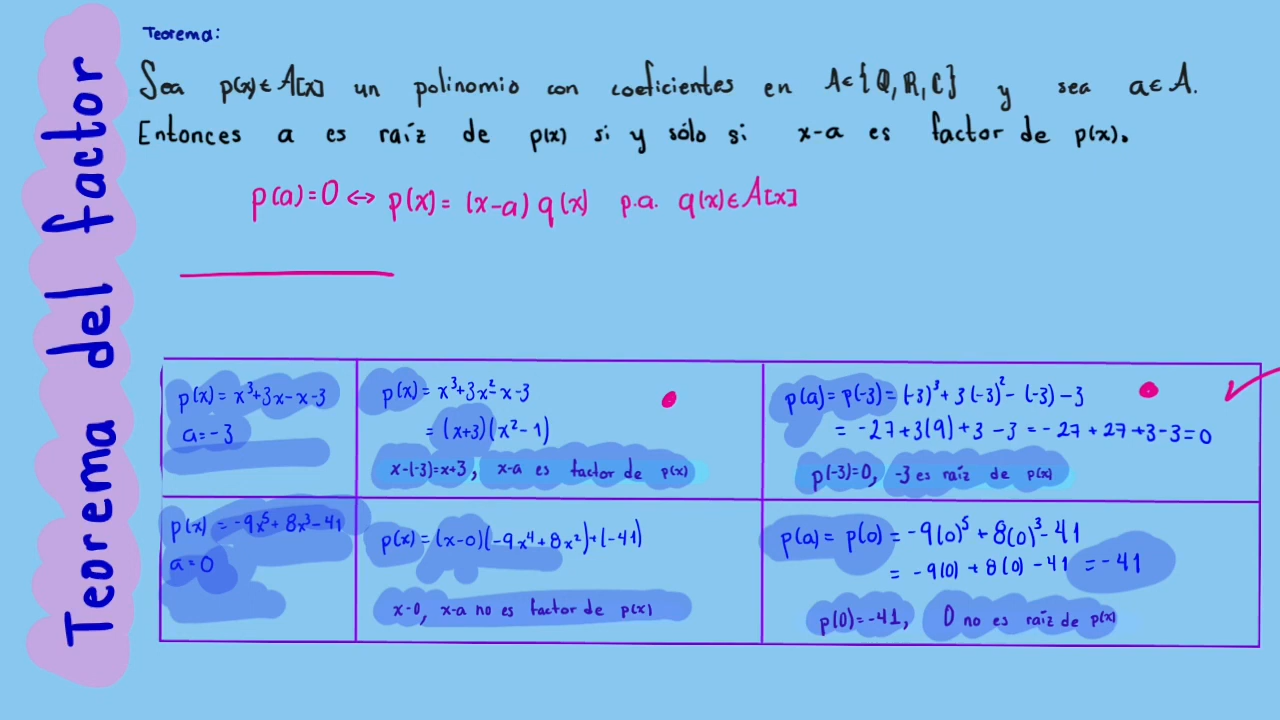 Teorema del factor
Teorema:
Sea p(x)∈A[x] un polinomio con coeficientes en A∈{Q,R,C} y sea a∈A.
Entonces a es raíz de p(x) si y sólo si x-a es factor de p(x).
p(a)=0 ↔ p(x)=(x-a)q(x) p.a. q(x)∈A[x]
p(x)=x³+3x-x-3
a=-3
p(x)=x³+3x²-x-3
=(x+3)(x²-1)
x-(-3)=x+3, x-a es factor de p(x)
p(a)=p(-3)=(-3)³+3(-3)²-(-3)-3
=-27+3(9)+3-3=-27+27+3-3=0
p(-3)=0, -3 es raíz de p(x)
p(x)=-9x⁵+8x³-41
a=0
p(x)=(x-0)(-9x⁴+8x²)+(-41)
x-0, x-a no es factor de p(x)
p(a)=p(0)=-9(0)⁵+8(0)³-41
=-9(0)+8(0)-41=-41
p(0)=-41, 0 no es raíz de p(x)